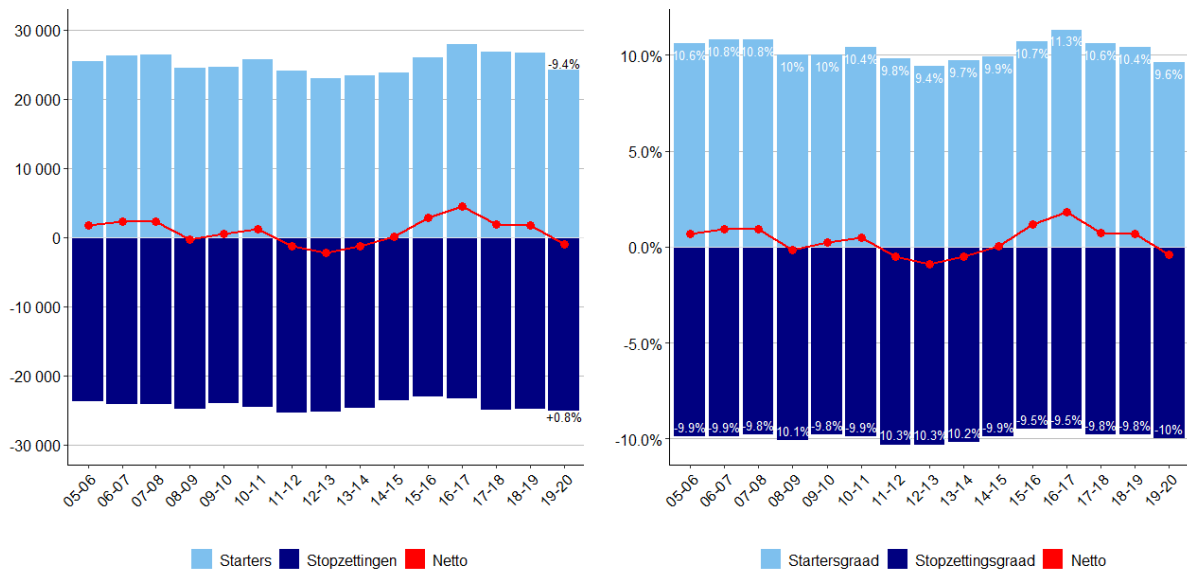 30 000
20 000
10 000
0
-10 000
-20 000
-30 000
-9.4%
+0.8%
05-06 06-07 07-08 08-09 09-10 10-11 11-12 12-13 13-14 14-15 15-16 16-17 17-18 18-19 19-20
Starters Stopzettingen Netto
10.0%
5.0%
0.0%
-5.0%
-10.0%
10.6% 10.8% 10.8% 10% 10% 10.4% 9.8% 9.4% 9.7% 9.9% 10.7% 11.3% 10.6% 10.4% 9.6%
-9.9% -9.9% -9.8% 10.1% -9.8% -9.9% 10.3% 10.3% 10.2% -9.9% -9.5% -9.5% -9.8% -9.8% -10%
05-06 06-07 07-08 08-09 09-10 10-11 11-12 12-13 13-14 14-15 15-16 16-17 17-18 18-19 19-20
Startersgraad Stopzettingsgraad Netto